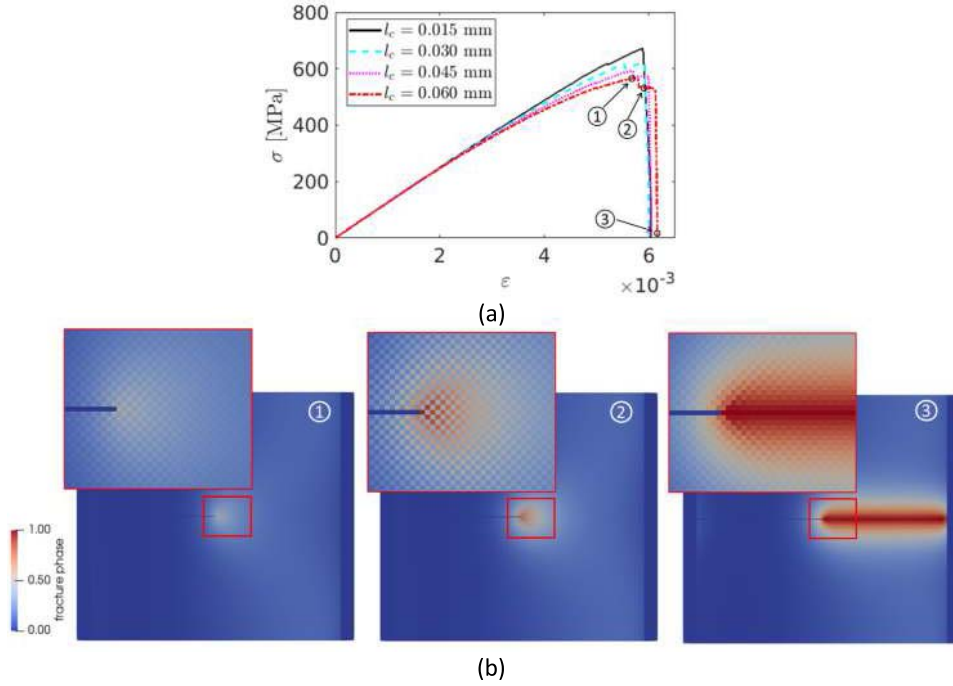 800
600
400
200
0
σ [MPa]
l_c = 0.015 mm
l_c = 0.030 mm
l_c = 0.045 mm
l_c = 0.060 mm
①
②
③
0 2 4 6
ε
×10⁻³
(a)
① ② ③
1.00
0.50
0.00
fracture phase
(b)